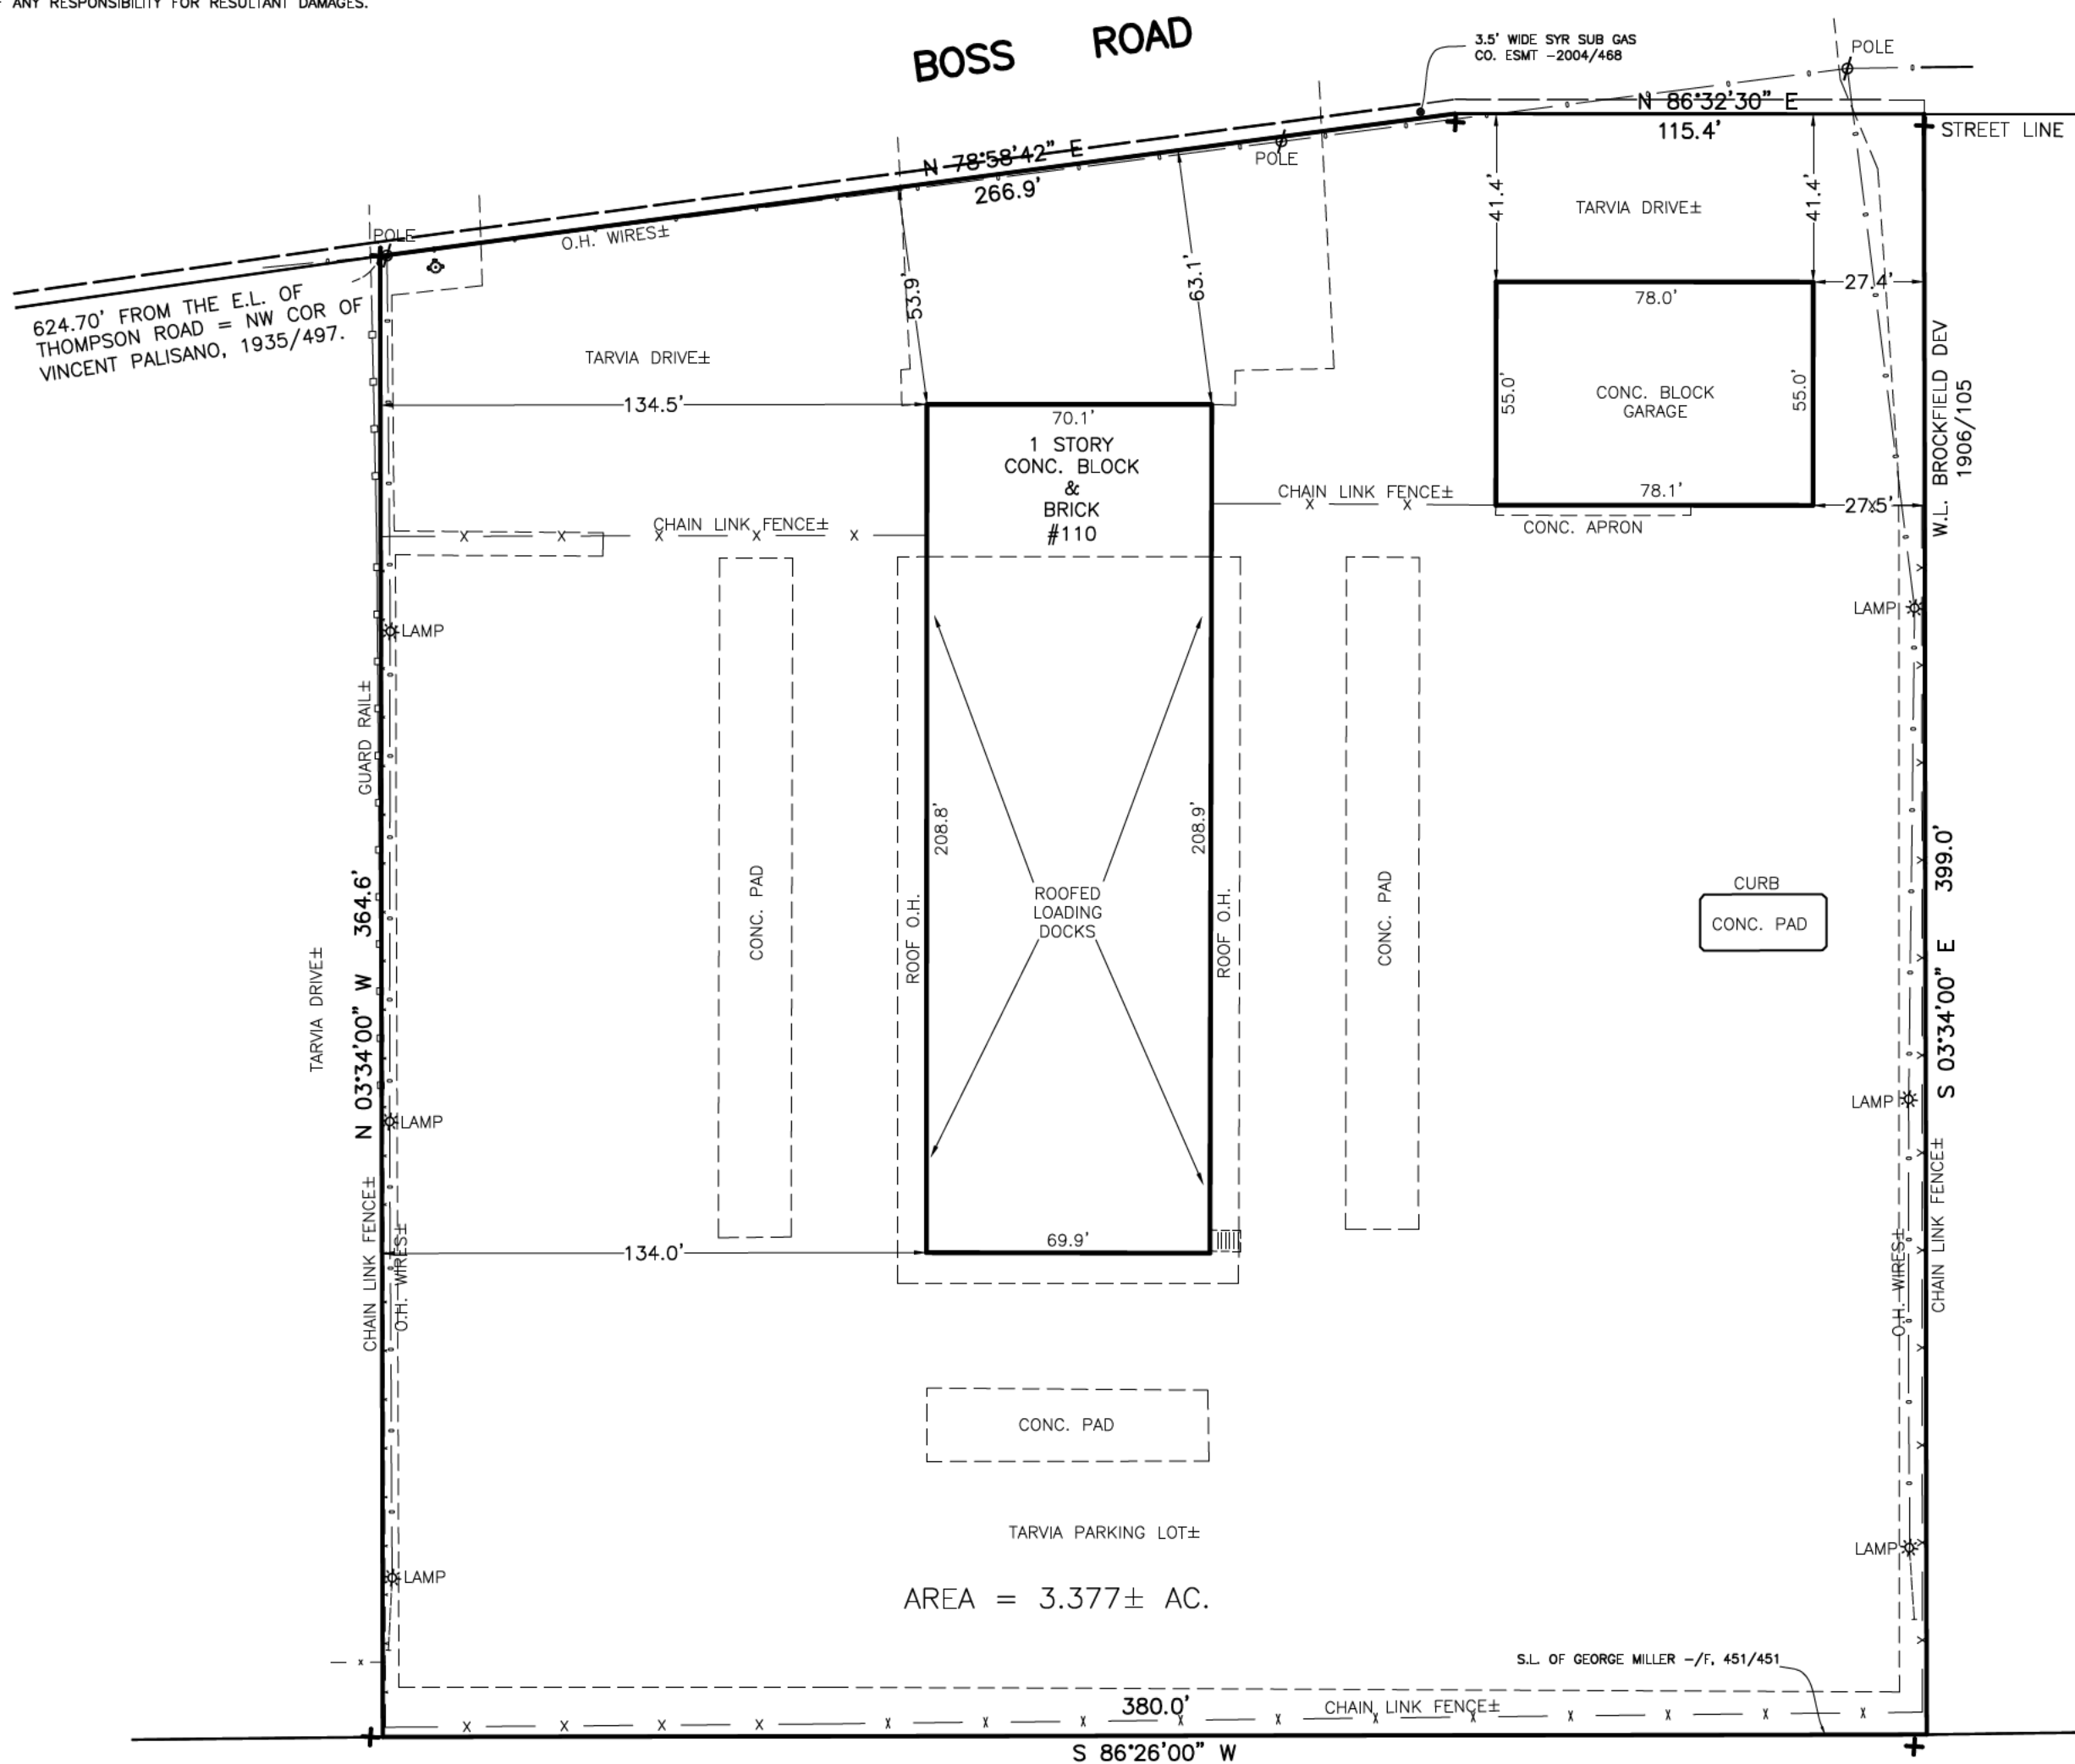 ANY RESPONSIBILITY FOR RESULTANT DAMAGES.
BOSS ROAD
3.5' WIDE SYR SUB GAS
CO. ESMT -2004/468
POLE
N 86°32'30" E
115.4'
STREET LINE
N 78°58'42" E
266.9'
POLE
POLE
O.H. WIRES±
624.70' FROM THE E.L. OF
THOMPSON ROAD = NW COR OF
VINCENT PALISANO, 1935/497.
53.9'
63.1'
41.4'
41.4'
TARVIA DRIVE±
27.4'
78.0'
TARVIA DRIVE±
134.5'
70.1'
1 STORY
CONC. BLOCK
&
BRICK
#110
55.0'
CONC. BLOCK
GARAGE
55.0'
W.L. BROCKFIELD DEV
1906/105
CHAIN LINK FENCE±
X X
78.1'
27.5'
X
CONC. APRON
CHAIN LINK FENCE±
X X X X X
LAMP
LAMP
GUARD RAIL±
208.8'
208.9'
CONC. PAD
ROOF O.H.
ROOFED
LOADING
DOCKS
ROOF O.H.
CONC. PAD
CURB
CONC. PAD
N 03°34'00" W 364.6'
S 03°34'00" E 399.0'
TARVIA DRIVE±
LAMP
LAMP
CHAIN LINK FENCE±
O.H. WIRES±
134.0'
69.9'
O.H. WIRES±
CHAIN LINK FENCE±
CONC. PAD
TARVIA PARKING LOT±
LAMP
LAMP
AREA = 3.377± AC.
X
S.L. OF GEORGE MILLER -/F, 451/451
380.0'
CHAIN LINK FENCE±
X X X X X X X X X X X X X X X
S 86°26'00" W